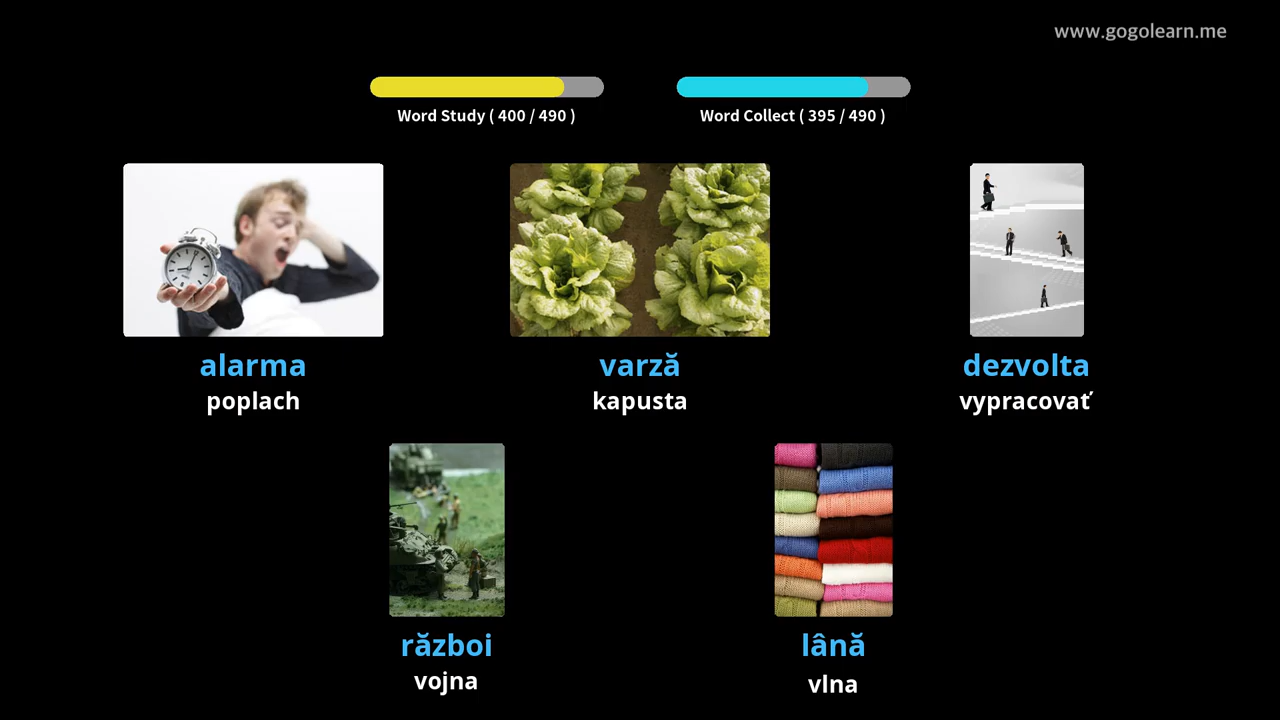 www.gogolearn.me
Word Study ( 400 / 490 )
Word Collect ( 395 / 490 )
alarma
poplach
varză
kapusta
dezvolta
vypracovať
război
vojna
lână
vlna